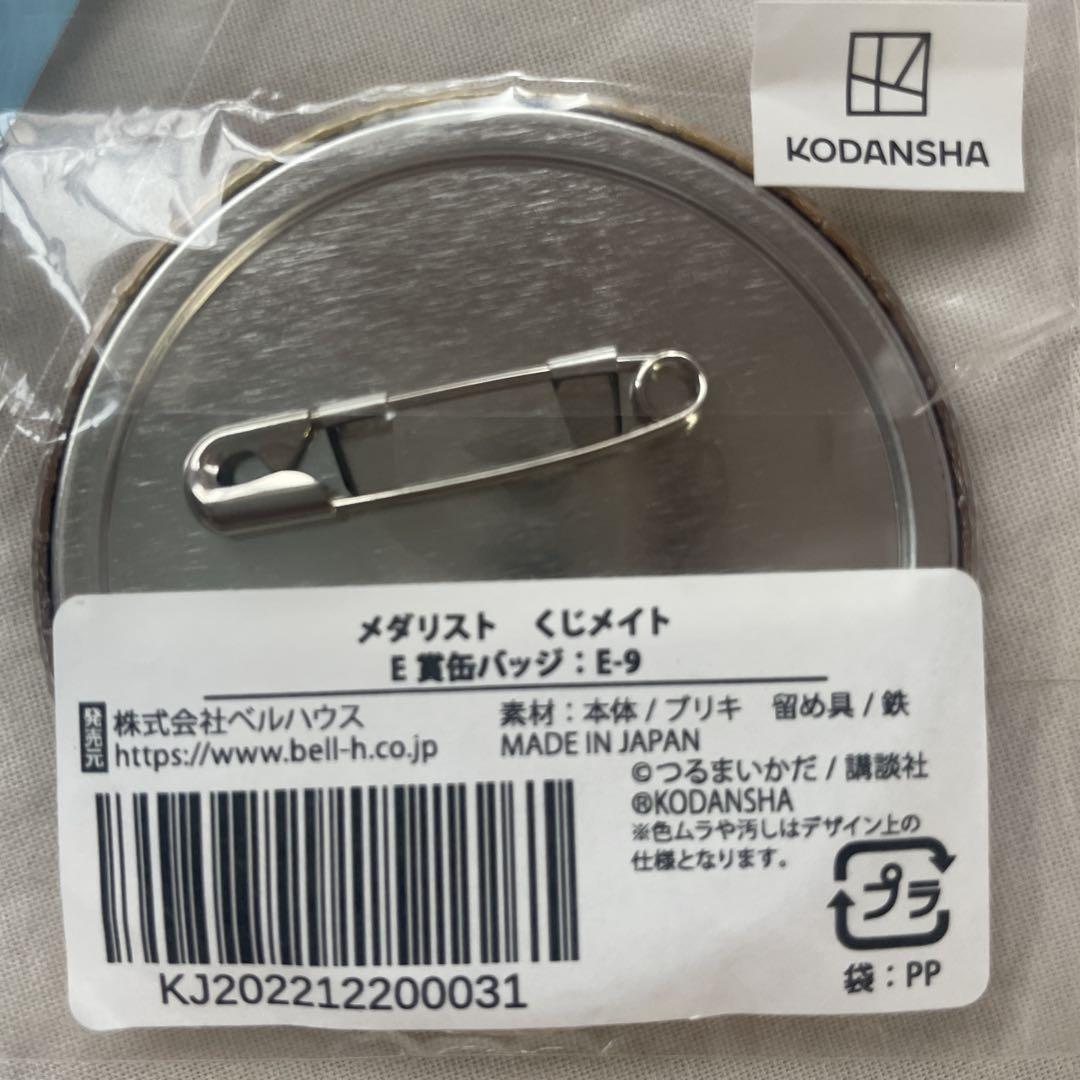 KODANSHA
メダリスト　くじメイト
E 賞缶バッジ：E-9
発売元
株式会社ベルハウス
https://www.bell-h.co.jp
素材：本体 / ブリキ　留め具 / 鉄
MADE IN JAPAN
©つるまいかだ / 講談社
®KODANSHA
※色ムラや汚しはデザイン上の
仕様となります。
プラ
袋：PP
KJ202212200031